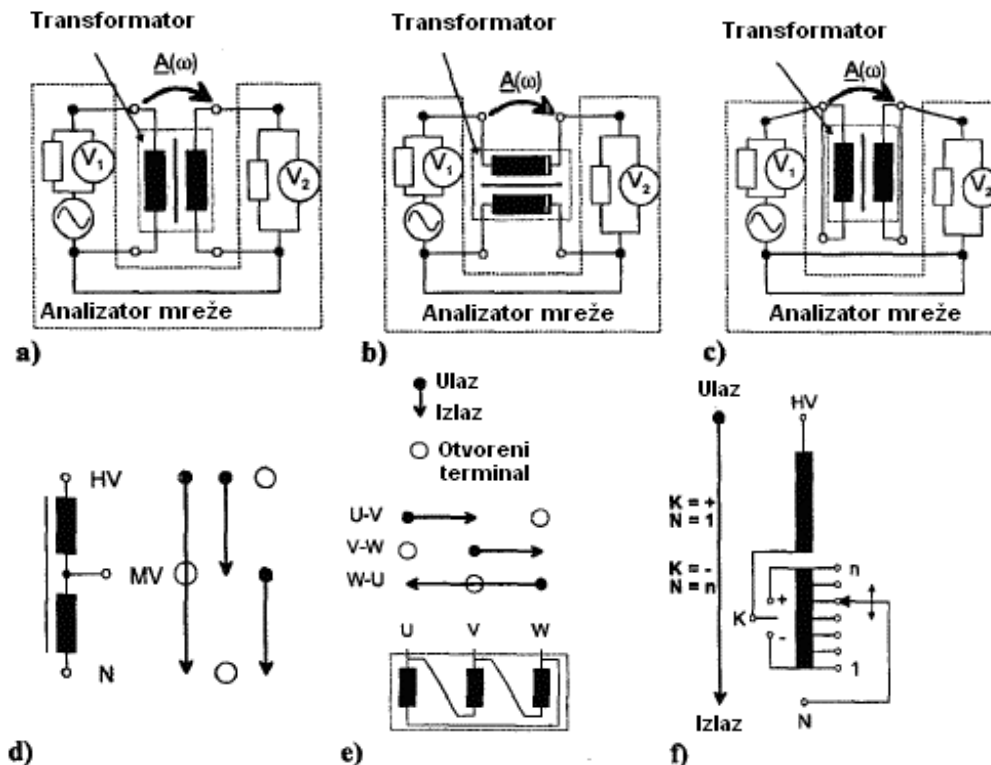 Transformator
A(ω)
V1
V2
Analizator mreže
a)
Transformator
A(ω)
V1
V2
Analizator mreže
b)
Transformator
A(ω)
V1
V2
Analizator mreže
c)
HV
MV
N
d)
Ulaz
Izlaz
Otvoreni
terminal
U-V
V-W
W-U
U V W
e)
Ulaz
HV
K = +
N = 1
K = -
N = n
n
+
K
-
1
N
Izlaz
f)